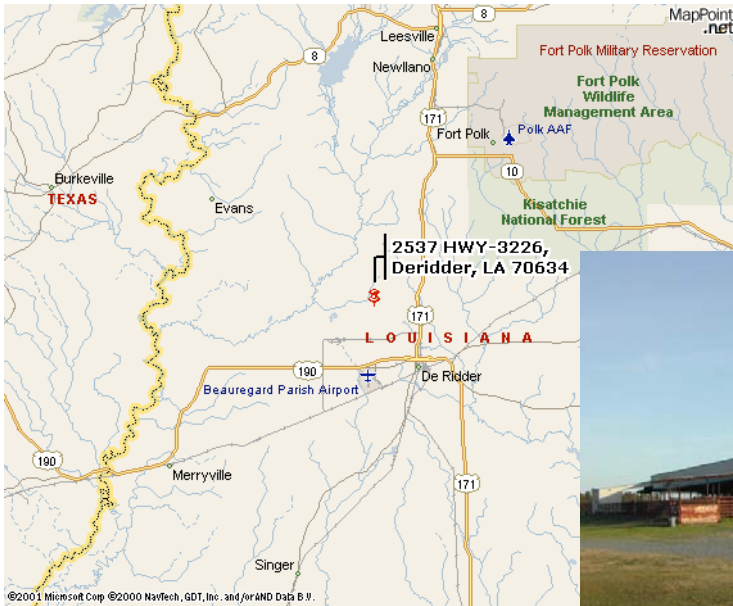 8
MapPoint
.net
Leesville
Fort Polk Military Reservation
8
Newllano
Fort Polk
Wildlife
Management Area
171
Polk AAF
Fort Polk
10
Burkeville
TEXAS
Evans
Kisatchie
National Forest
2537 HWY-3226,
Deridder, LA 70634
171
LOUISIANA
190
De Ridder
Beauregard Parish Airport
190
Merryville
171
Singer
©2001 Microsoft Corp ©2000 NavTech, GDT, Inc. and/or AND Data B.V.